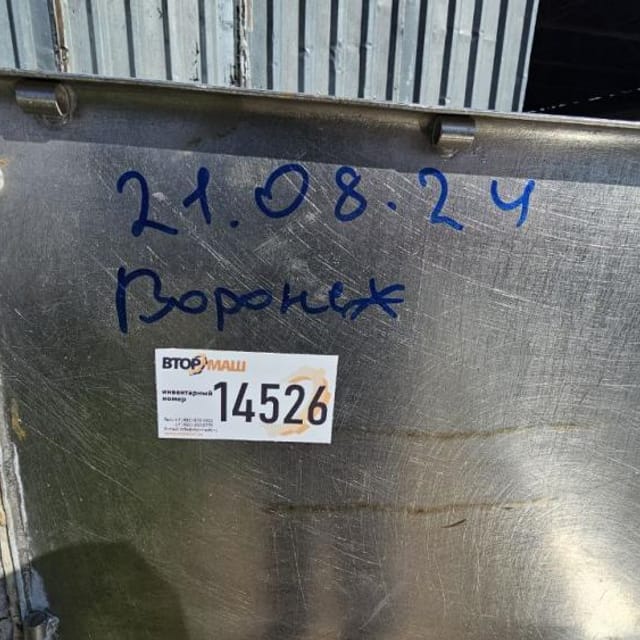 21.08.24
Воронеж
ВТОРМАШ
инвентарный
номер
14526